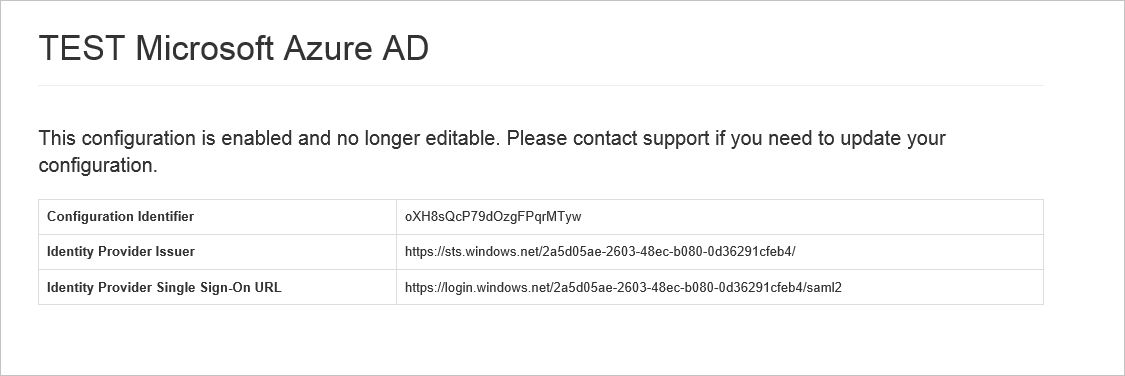 TEST Microsoft Azure AD
This configuration is enabled and no longer editable. Please contact support if you need to update your
configuration.
Configuration Identifier oXH8sQcP79dOzgFPqrMTyw
Identity Provider Issuer https://sts.windows.net/2a5d05ae-2603-48ec-b080-0d36291cfeb4/
Identity Provider Single Sign-On URL https://login.windows.net/2a5d05ae-2603-48ec-b080-0d36291cfeb4/saml2